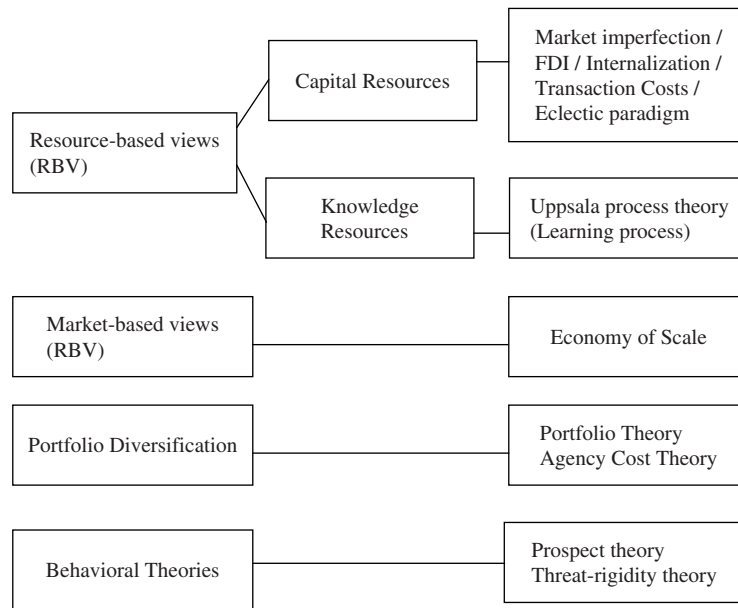 Resource-based views
(RBV)
Capital Resources
Market imperfection /
FDI / Internalization /
Transaction Costs /
Eclectic paradigm
Knowledge
Resources
Uppsala process theory
(Learning process)
Market-based views
(RBV)
Economy of Scale
Portfolio Diversification
Portfolio Theory
Agency Cost Theory
Behavioral Theories
Prospect theory
Threat-rigidity theory